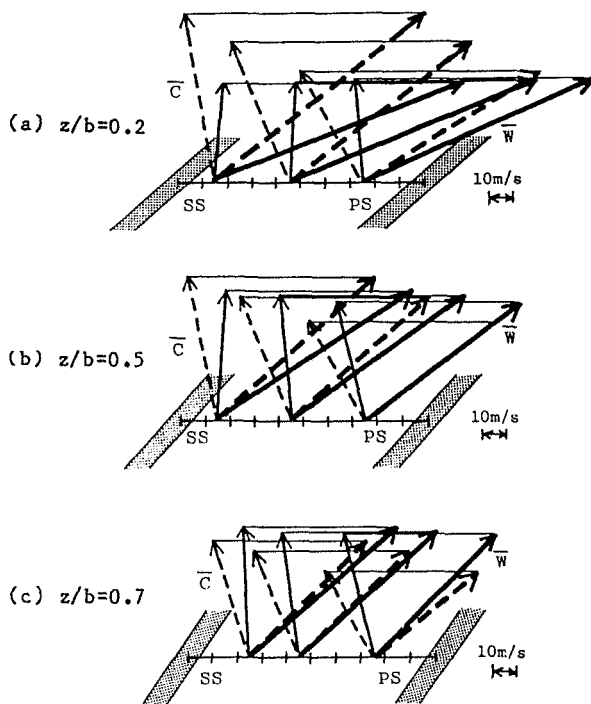 C̅
(a) z/b=0.2
W̅
SS
PS
10m/s
C̅
W̅
(b) z/b=0.5
SS
PS
10m/s
C̅
W̅
(c) z/b=0.7
SS
PS
10m/s